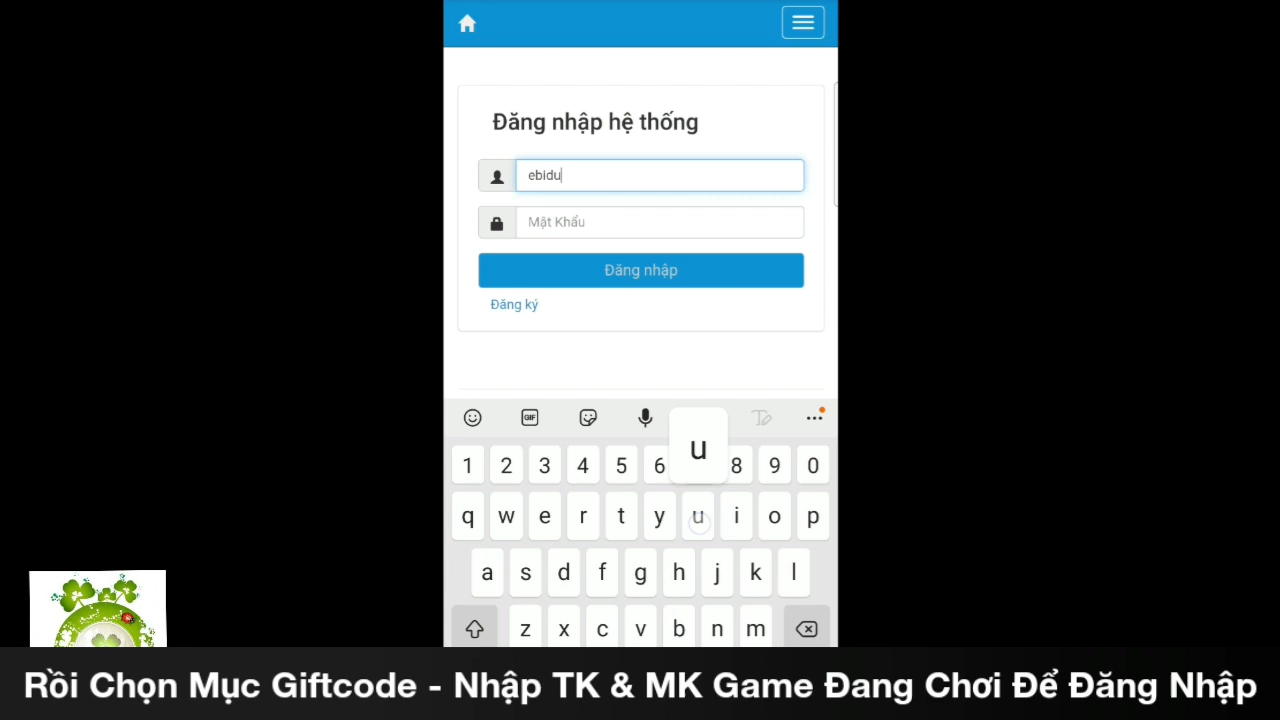 Đăng nhập hệ thống
ebidu
Mật Khẩu
Đăng nhập
Đăng ký
GIF
u
1 2 3 4 5 6 8 9 0
q w e r t y u i o p
a s d f g h j k l
z x c v b n m
Rồi Chọn Mục Giftcode - Nhập TK & MK Game Đang Chơi Để Đăng Nhập